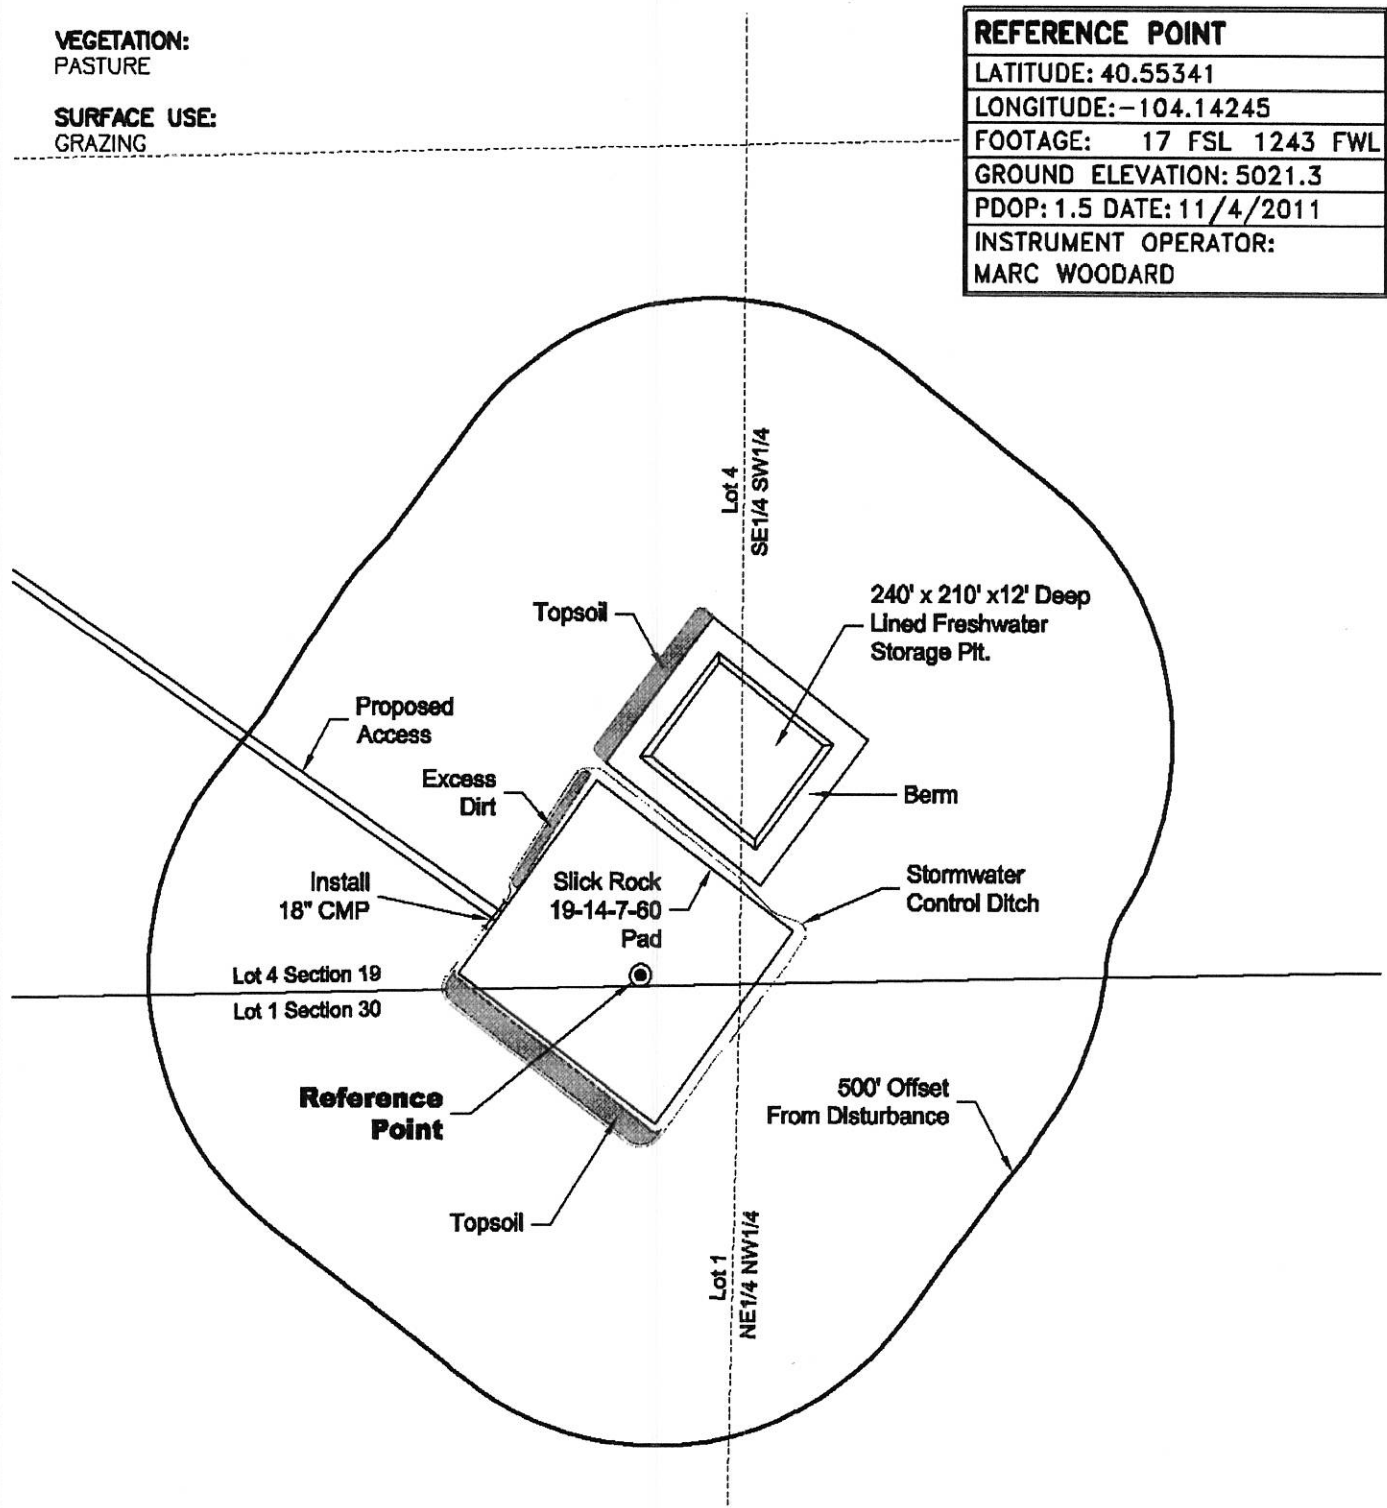 VEGETATION:
PASTURE
SURFACE USE:
GRAZING
REFERENCE POINT
LATITUDE: 40.55341
LONGITUDE: -104.14245
FOOTAGE: 17 FSL 1243 FWL
GROUND ELEVATION: 5021.3
PDOP: 1.5 DATE: 11/4/2011
INSTRUMENT OPERATOR:
MARC WOODARD
Lot 4
SE1/4 SW1/4
Topsoil
240' x 210' x12' Deep
Lined Freshwater
Storage Pit.
Proposed
Access
Excess
Dirt
Berm
Install
18" CMP
Slick Rock
19-14-7-60
Pad
Stormwater
Control Ditch
Lot 4 Section 19
Lot 1 Section 30
Reference
Point
500' Offset
From Disturbance
Topsoil
Lot 1
NE1/4 NW1/4